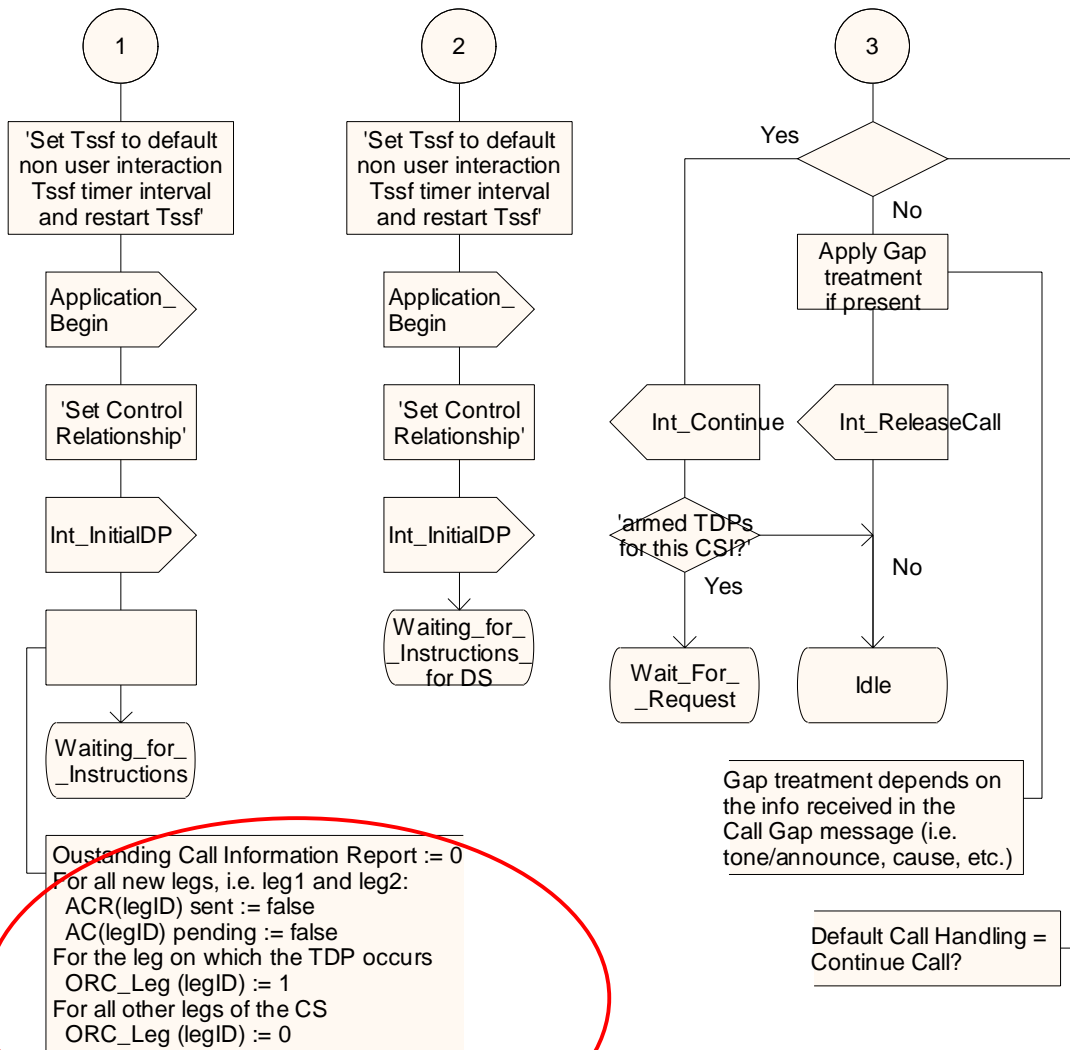 1
'Set Tssf to default
non user interaction
Tssf timer interval
and restart Tssf'
Application_
Begin
'Set Control
Relationship'
Int_InitialDP
Waiting_for_
_Instructions
Oustanding Call Information Report := 0
For all new legs, i.e. leg1 and leg2:
ACR(legID) sent := false
AC(legID) pending := false
For the leg on which the TDP occurs
ORC_Leg (legID) := 1
For all other legs of the CS
ORC_Leg (legID) := 0
2
'Set Tssf to default
non user interaction
Tssf timer interval
and restart Tssf'
Application_
Begin
'Set Control
Relationship'
Int_InitialDP
Waiting_for_
_Instructions_
for DS
3
Yes
No
Apply Gap
treatment
if present
Int_Continue
Int_ReleaseCall
'armed TDPs
for this CSI?'
No
Yes
Wait_For_
_Request
Idle
Gap treatment depends on
the info received in the
Call Gap message (i.e.
tone/announce, cause, etc.)
Default Call Handling =
Continue Call?